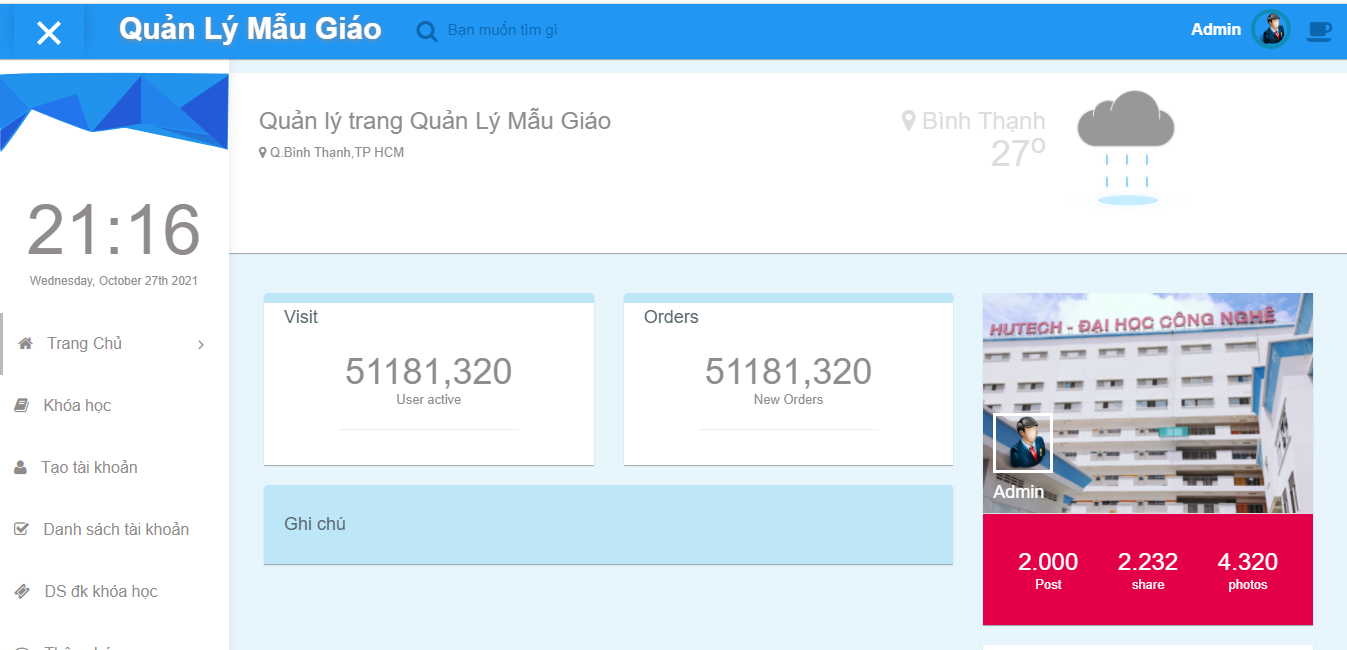 Quản Lý Mẫu Giáo
Bạn muốn tìm gì
Admin
21:16
Wednesday, October 27th 2021
Trang Chủ
Khóa học
Tạo tài khoản
Danh sách tài khoản
DS đk khóa học
Quản lý trang Quản Lý Mẫu Giáo
Q.Bình Thạnh,TP HCM
Bình Thạnh
27º
Visit
51181,320
User active
Orders
51181,320
New Orders
Ghi chú
HUTECH - ĐẠI HỌC CÔNG NGHỆ
Admin
2.000 2.232 4.320
Post share photos